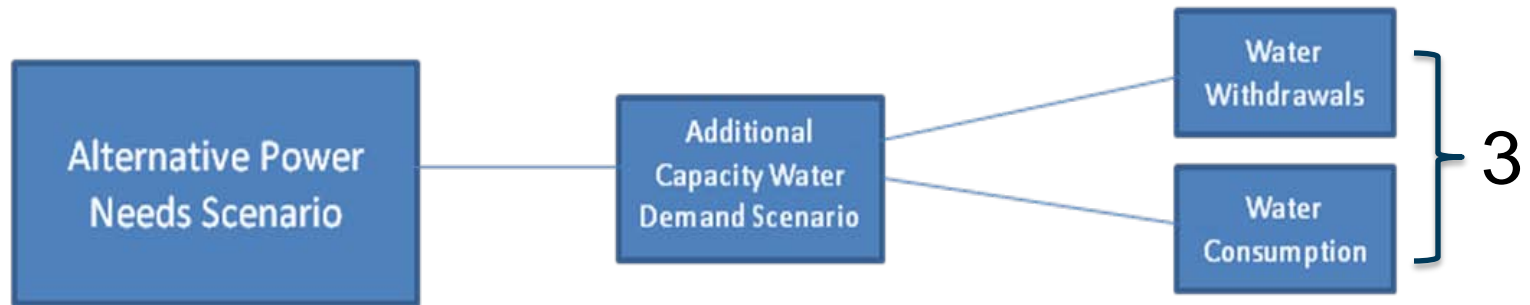 Alternative Power
Needs Scenario
Additional
Capacity Water
Demand Scenario
Water
Withdrawals
Water
Consumption
3